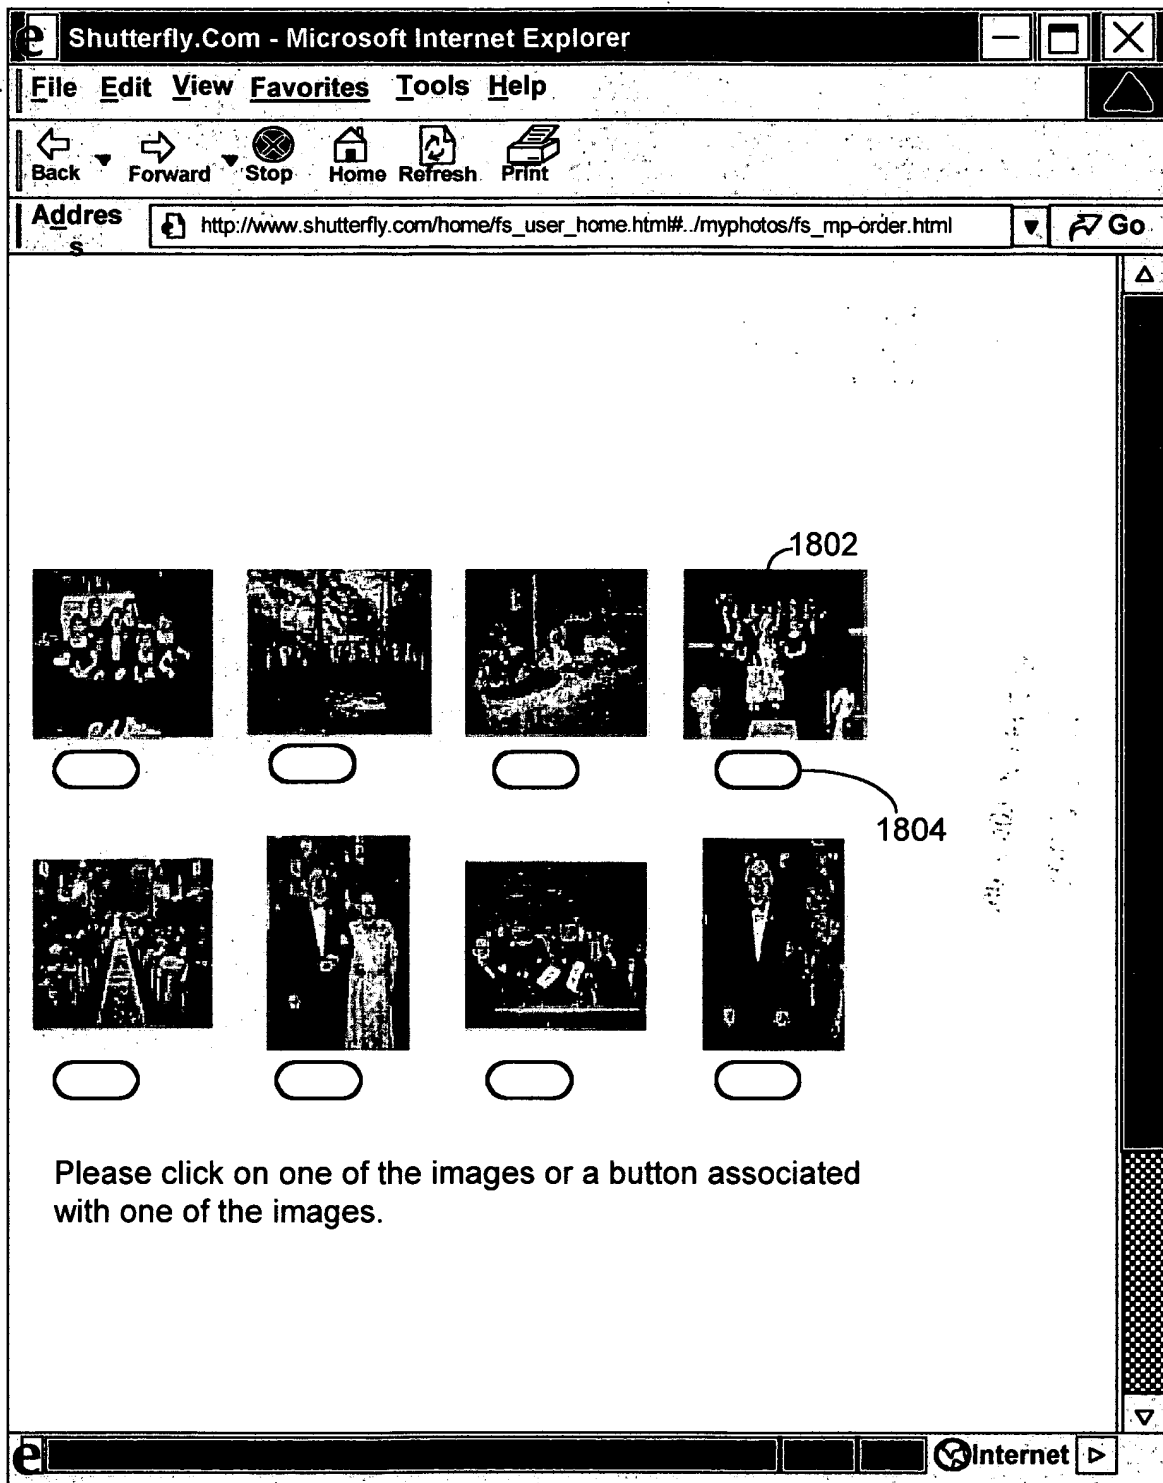 Shutterfly.Com - Microsoft Internet Explorer
File Edit View Favorites Tools Help
Back Forward Stop Home Refresh Print
Addres
s
http://www.shutterfly.com/home/fs_user_home.html#../myphotos/fs_mp-order.html
Go
1802
1804
Please click on one of the images or a button associated
with one of the images.
Internet